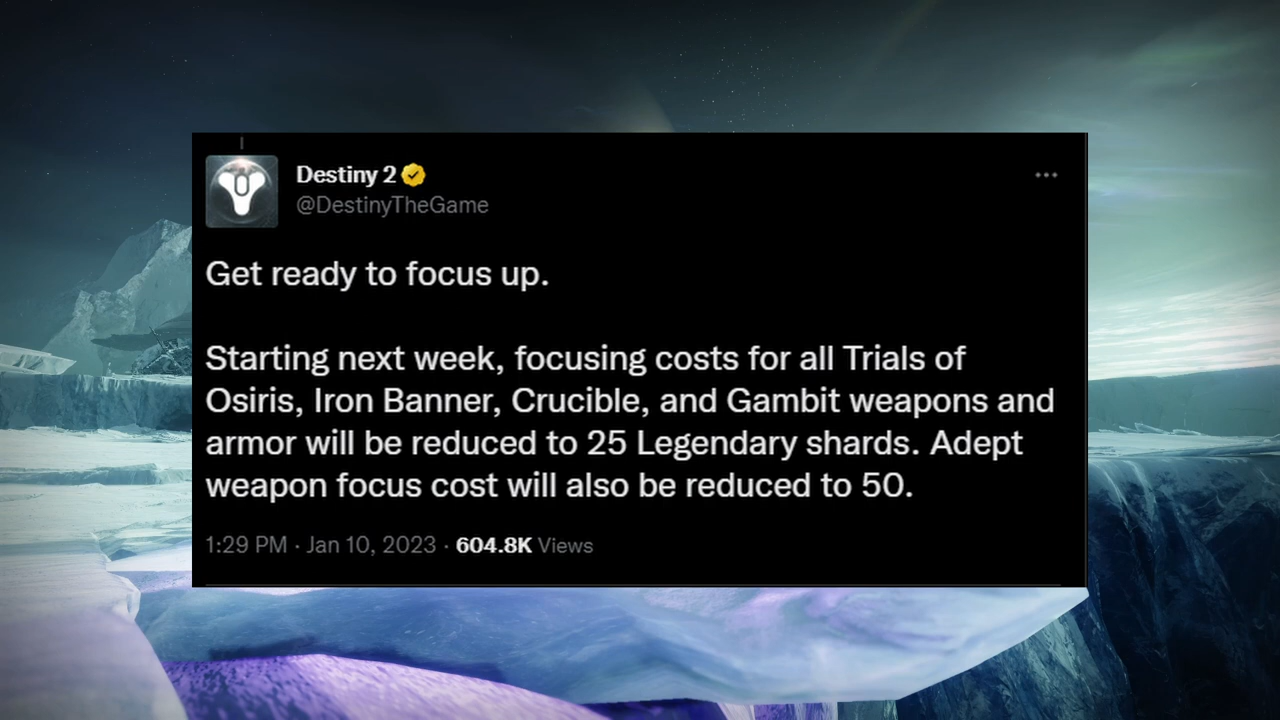 Destiny 2
@DestinyTheGame
Get ready to focus up.
Starting next week, focusing costs for all Trials of
Osiris, Iron Banner, Crucible, and Gambit weapons and
armor will be reduced to 25 Legendary shards. Adept
weapon focus cost will also be reduced to 50.
1:29 PM · Jan 10, 2023 · 604.8K Views